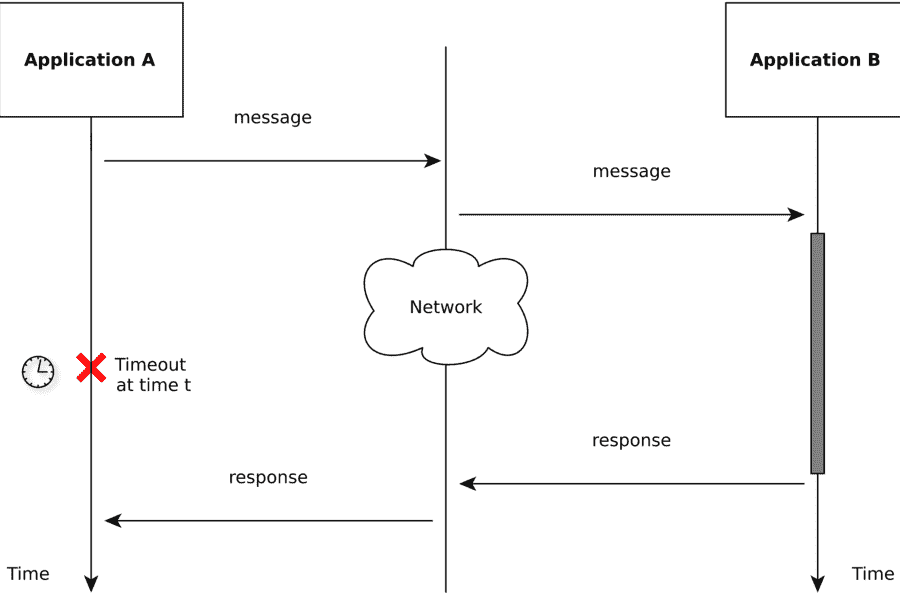 Application A
Application B
message
message
Network
Timeout
at time t
response
response
Time
Time